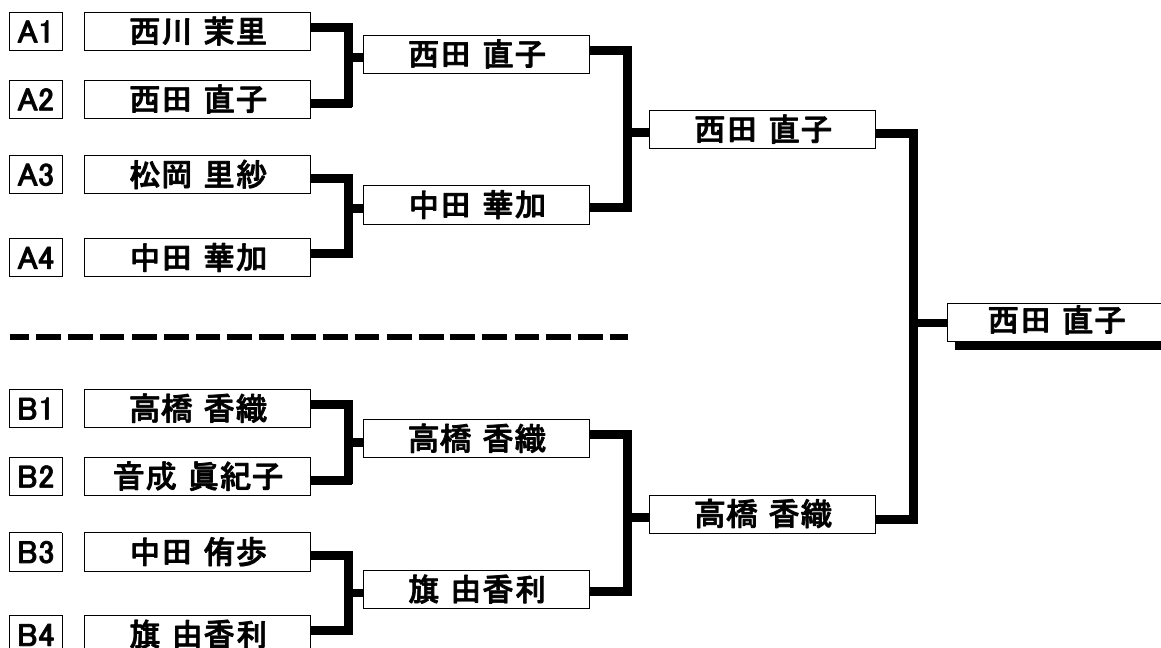 A1 西川 茉里
西田 直子
A2 西田 直子
西田 直子
A3 松岡 里紗
中田 華加
A4 中田 華加
西田 直子
B1 高橋 香織
高橋 香織
B2 音成 眞紀子
高橋 香織
B3 中田 侑歩
旗 由香利
B4 旗 由香利